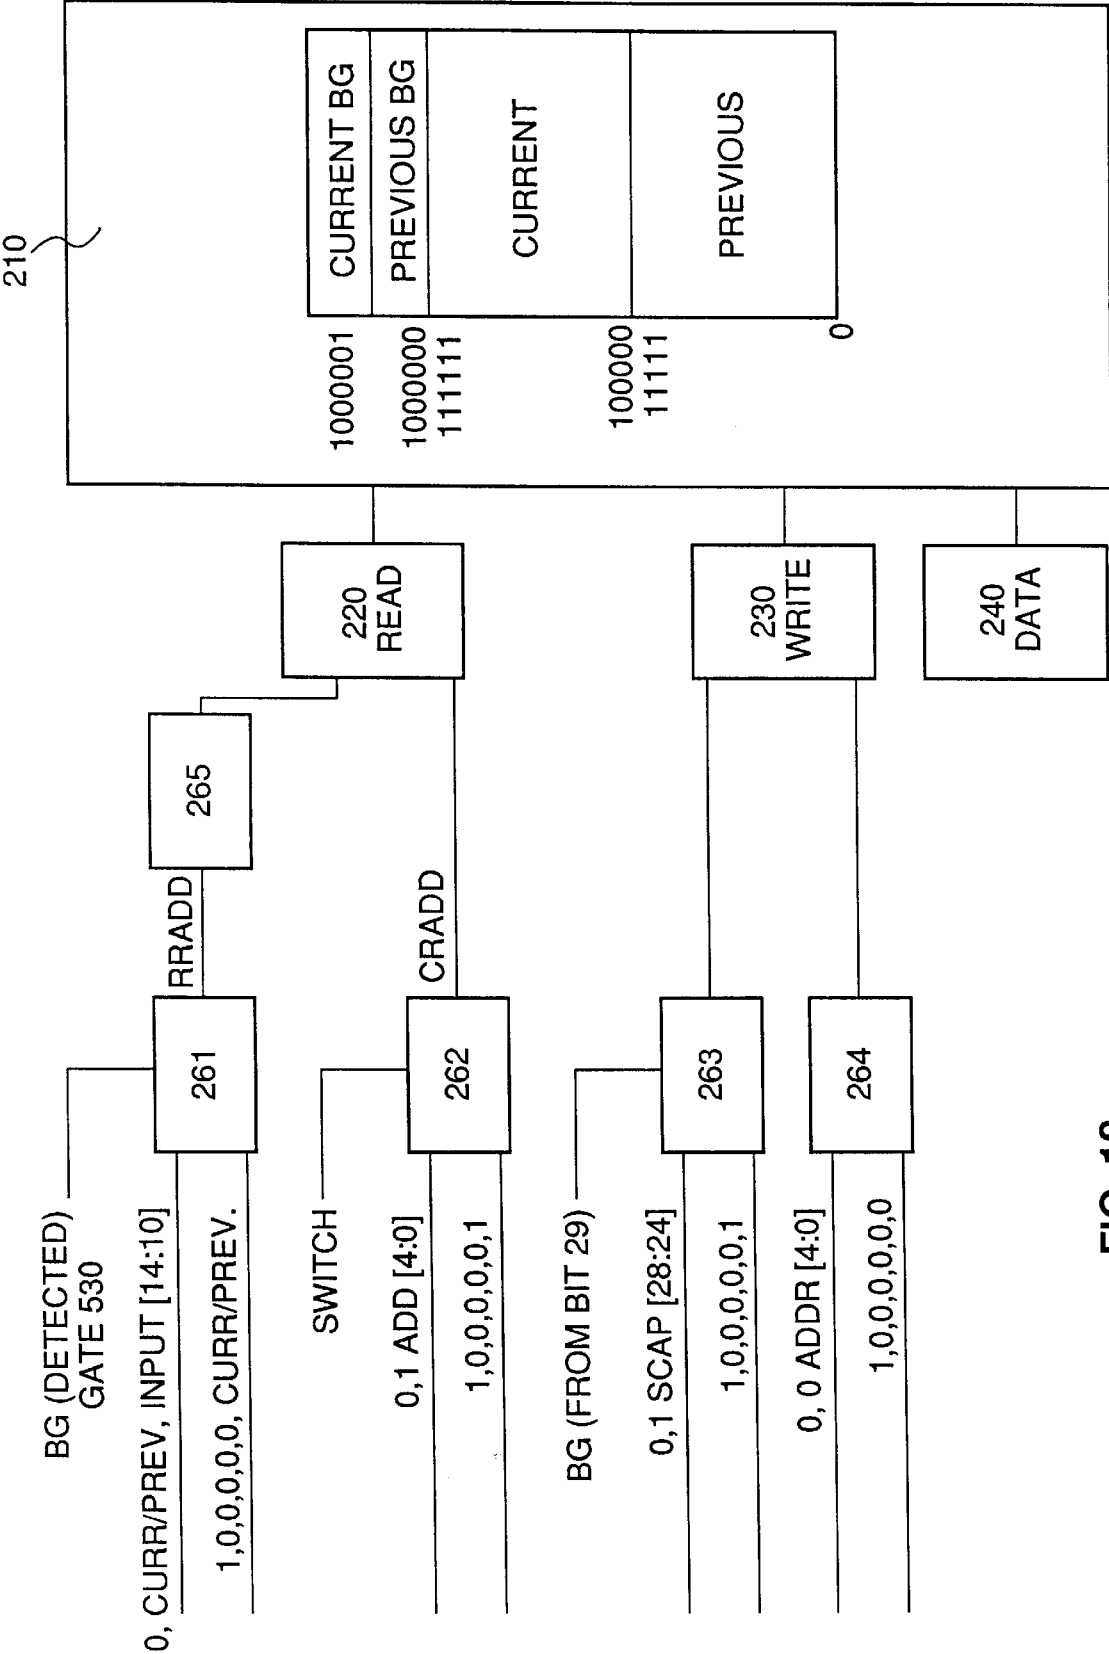 210
BG (DETECTED)
GATE 530
0, CURR/PREV, INPUT [14:10]
1,0,0,0,0,0, CURR/PREV.
261
RRADD
265
SWITCH
0,1 ADD [4:0]
1,0,0,0,0,0,1
262
CRADD
220
READ
BG (FROM BIT 29)
0,1 SCAP [28:24]
1,0,0,0,0,0,1
263
0, 0 ADDR [4:0]
1,0,0,0,0,0,0
264
230
WRITE
240
DATA
1000001
CURRENT BG
1000000
PREVIOUS BG
111111
CURRENT
100000
11111
PREVIOUS
0